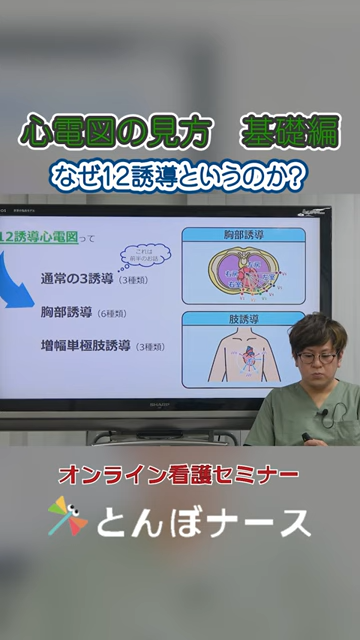 心電図の見方　基礎編
なぜ12誘導というのか?
12誘導心電図って
これは
前半のお話
通常の3誘導（3種類）
胸部誘導（6種類）
増幅単極肢誘導（3種類）
胸部誘導
肢誘導
SHARP
オンライン看護セミナー
とんぼナース